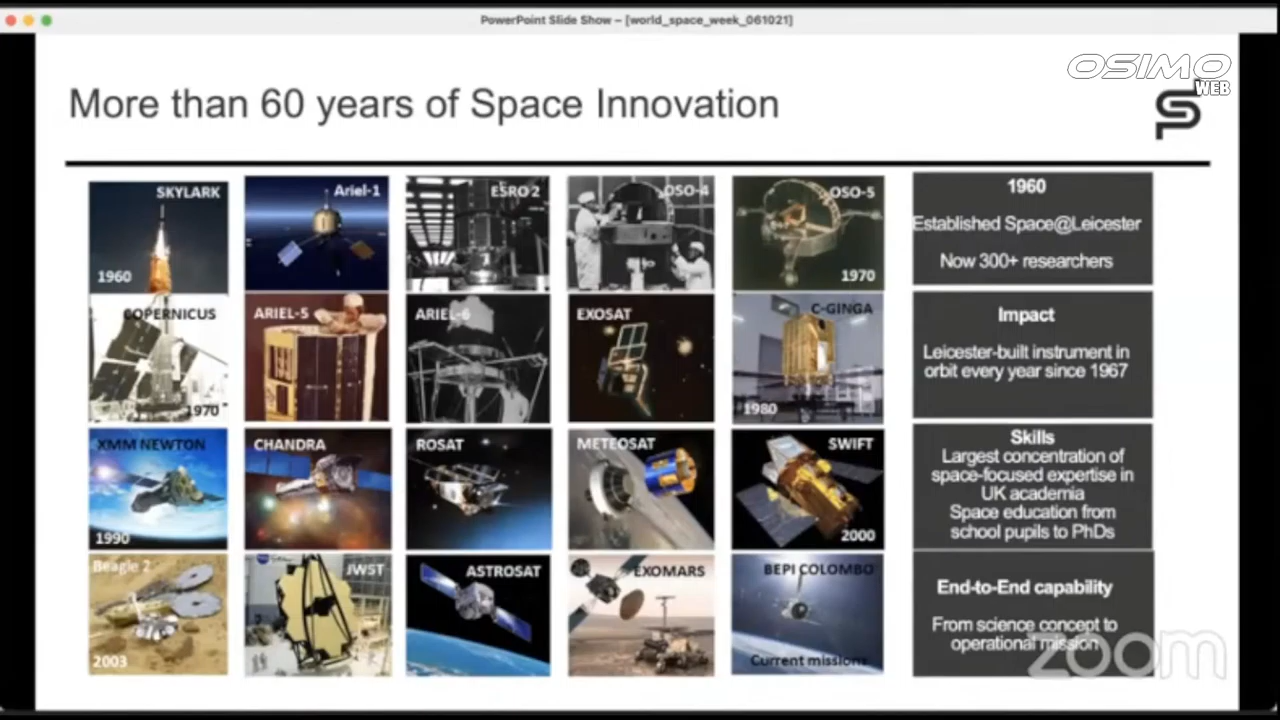 PowerPoint Slide Show – [world_space_week_061021]
OSIMO
WEB
More than 60 years of Space Innovation
SKYLARK
1960
Ariel-1
ESRO 2
OSO-4
OSO-5
1970
1960
Established Space@Leicester
Now 300+ researchers
COPERNICUS
1970
ARIEL-5
ARIEL-6
EXOSAT
C-GINGA
1980
Impact
Leicester-built instrument in
orbit every year since 1967
XMM NEWTON
1990
CHANDRA
ROSAT
METEOSAT
SWIFT
2000
Skills
Largest concentration of
space-focused expertise in
UK academia
Space education from
school pupils to PhDs
Beagle 2
2003
JWST
ASTROSAT
EXOMARS
BEPI COLOMBO
Current missions
End-to-End capability
From science concept to
operational mission
zoom